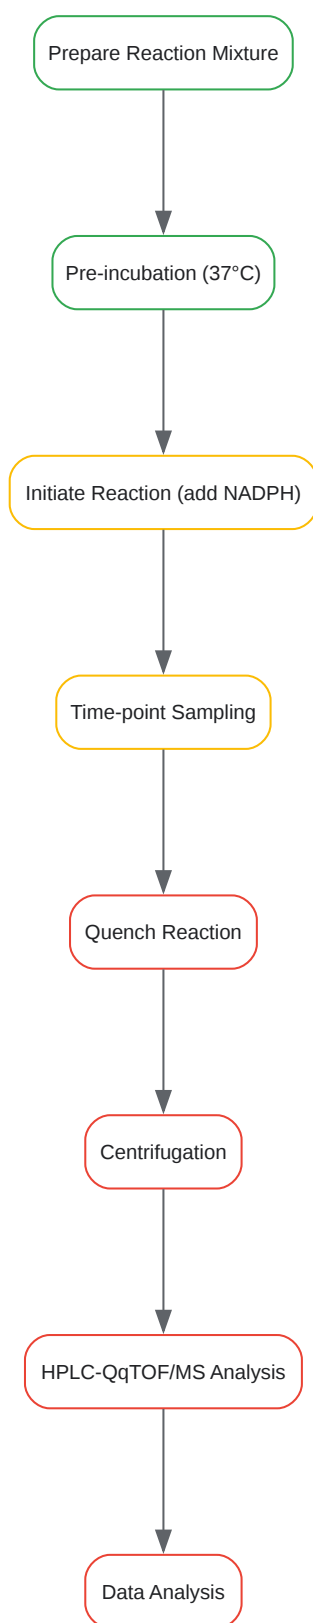 Prepare Reaction Mixture
Pre-incubation (37°C)
Initiate Reaction (add NADPH)
Time-point Sampling
Quench Reaction
Centrifugation
HPLC-QqTOF/MS Analysis
Data Analysis